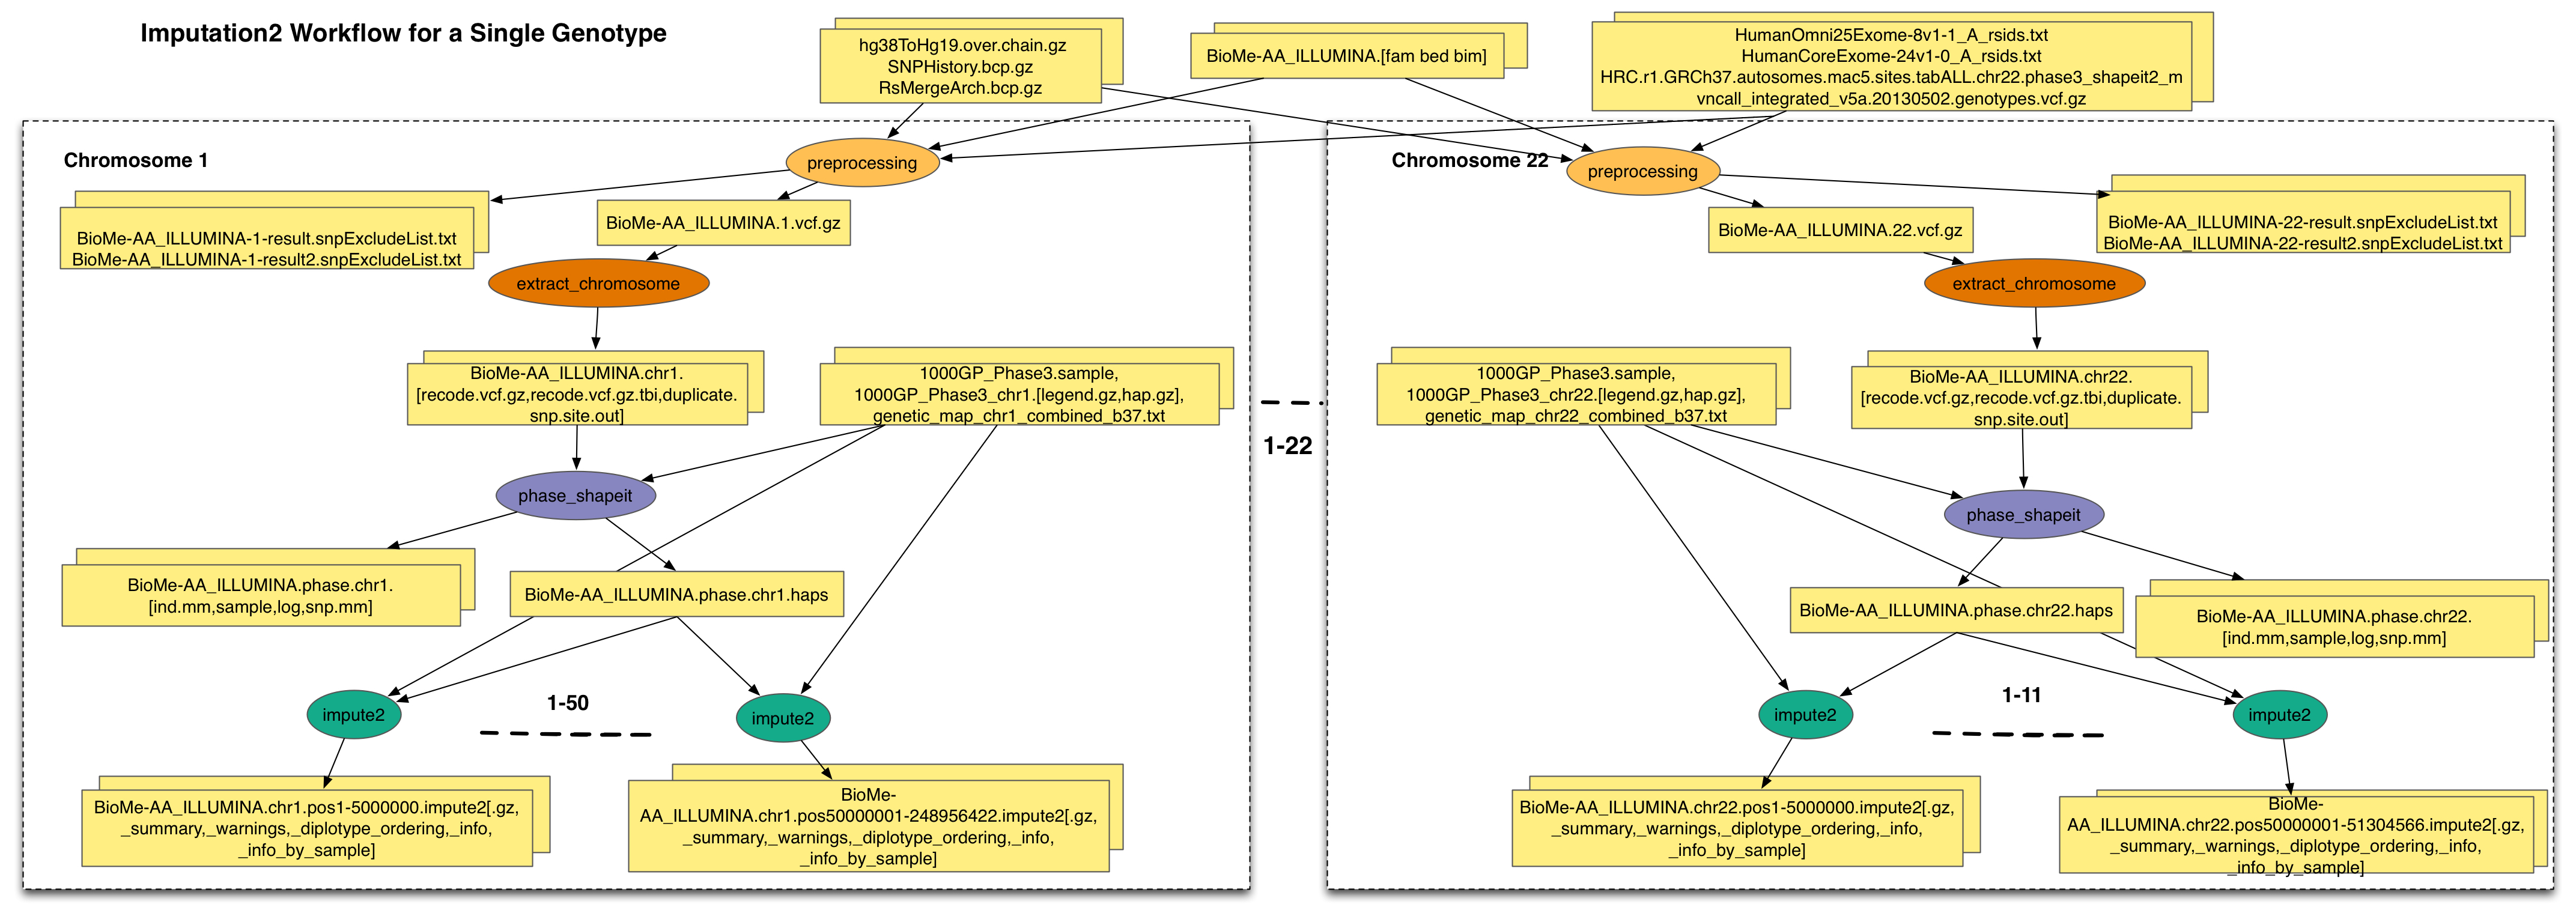 Imputation2 Workflow for a Single Genotype
hg38ToHg19.over.chain.gz
SNPHistory.bcp.gz
RsMergeArch.bcp.gz
BioMe-AA_ILLUMINA.[fam bed bim]
HumanOmni25Exome-8v1-1_A_rsids.txt
HumanCoreExome-24v1-0_A_rsids.txt
HRC.r1.GRCh37.autosomes.mac5.sites.tabALL.chr22.phase3_shapeit2_m
vncall_integrated_v5a.20130502.genotypes.vcf.gz
Chromosome 1
preprocessing
BioMe-AA_ILLUMINA-1-result.snpExcludeList.txt
BioMe-AA_ILLUMINA-1-result2.snpExcludeList.txt
BioMe-AA_ILLUMINA.1.vcf.gz
extract_chromosome
BioMe-AA_ILLUMINA.chr1.
[recode.vcf.gz,recode.vcf.gz.tbi,duplicate.
snp.site.out]
1000GP_Phase3.sample,
1000GP_Phase3_chr1.[legend.gz,hap.gz],
genetic_map_chr1_combined_b37.txt
phase_shapeit
BioMe-AA_ILLUMINA.phase.chr1.
[ind.mm,sample,log,snp.mm]
BioMe-AA_ILLUMINA.phase.chr1.haps
impute2
1-50
impute2
BioMe-AA_ILLUMINA.chr1.pos1-5000000.impute2[.gz,
_summary,_warnings,_diplotype_ordering,_info,
_info_by_sample]
BioMe-
AA_ILLUMINA.chr1.pos50000001-248956422.impute2[.gz,
_summary,_warnings,_diplotype_ordering,_info,
_info_by_sample]
1-22
Chromosome 22
preprocessing
BioMe-AA_ILLUMINA.22.vcf.gz
BioMe-AA_ILLUMINA-22-result.snpExcludeList.txt
BioMe-AA_ILLUMINA-22-result2.snpExcludeList.txt
extract_chromosome
1000GP_Phase3.sample,
1000GP_Phase3_chr22.[legend.gz,hap.gz],
genetic_map_chr22_combined_b37.txt
BioMe-AA_ILLUMINA.chr22.
[recode.vcf.gz,recode.vcf.gz.tbi,duplicate.
snp.site.out]
phase_shapeit
BioMe-AA_ILLUMINA.phase.chr22.haps
BioMe-AA_ILLUMINA.phase.chr22.
[ind.mm,sample,log,snp.mm]
impute2
1-11
impute2
BioMe-AA_ILLUMINA.chr22.pos1-5000000.impute2[.gz,
_summary,_warnings,_diplotype_ordering,_info,
_info_by_sample]
BioMe-
AA_ILLUMINA.chr22.pos50000001-51304566.impute2[.gz,
_summary,_warnings,_diplotype_ordering,_info,
_info_by_sample]